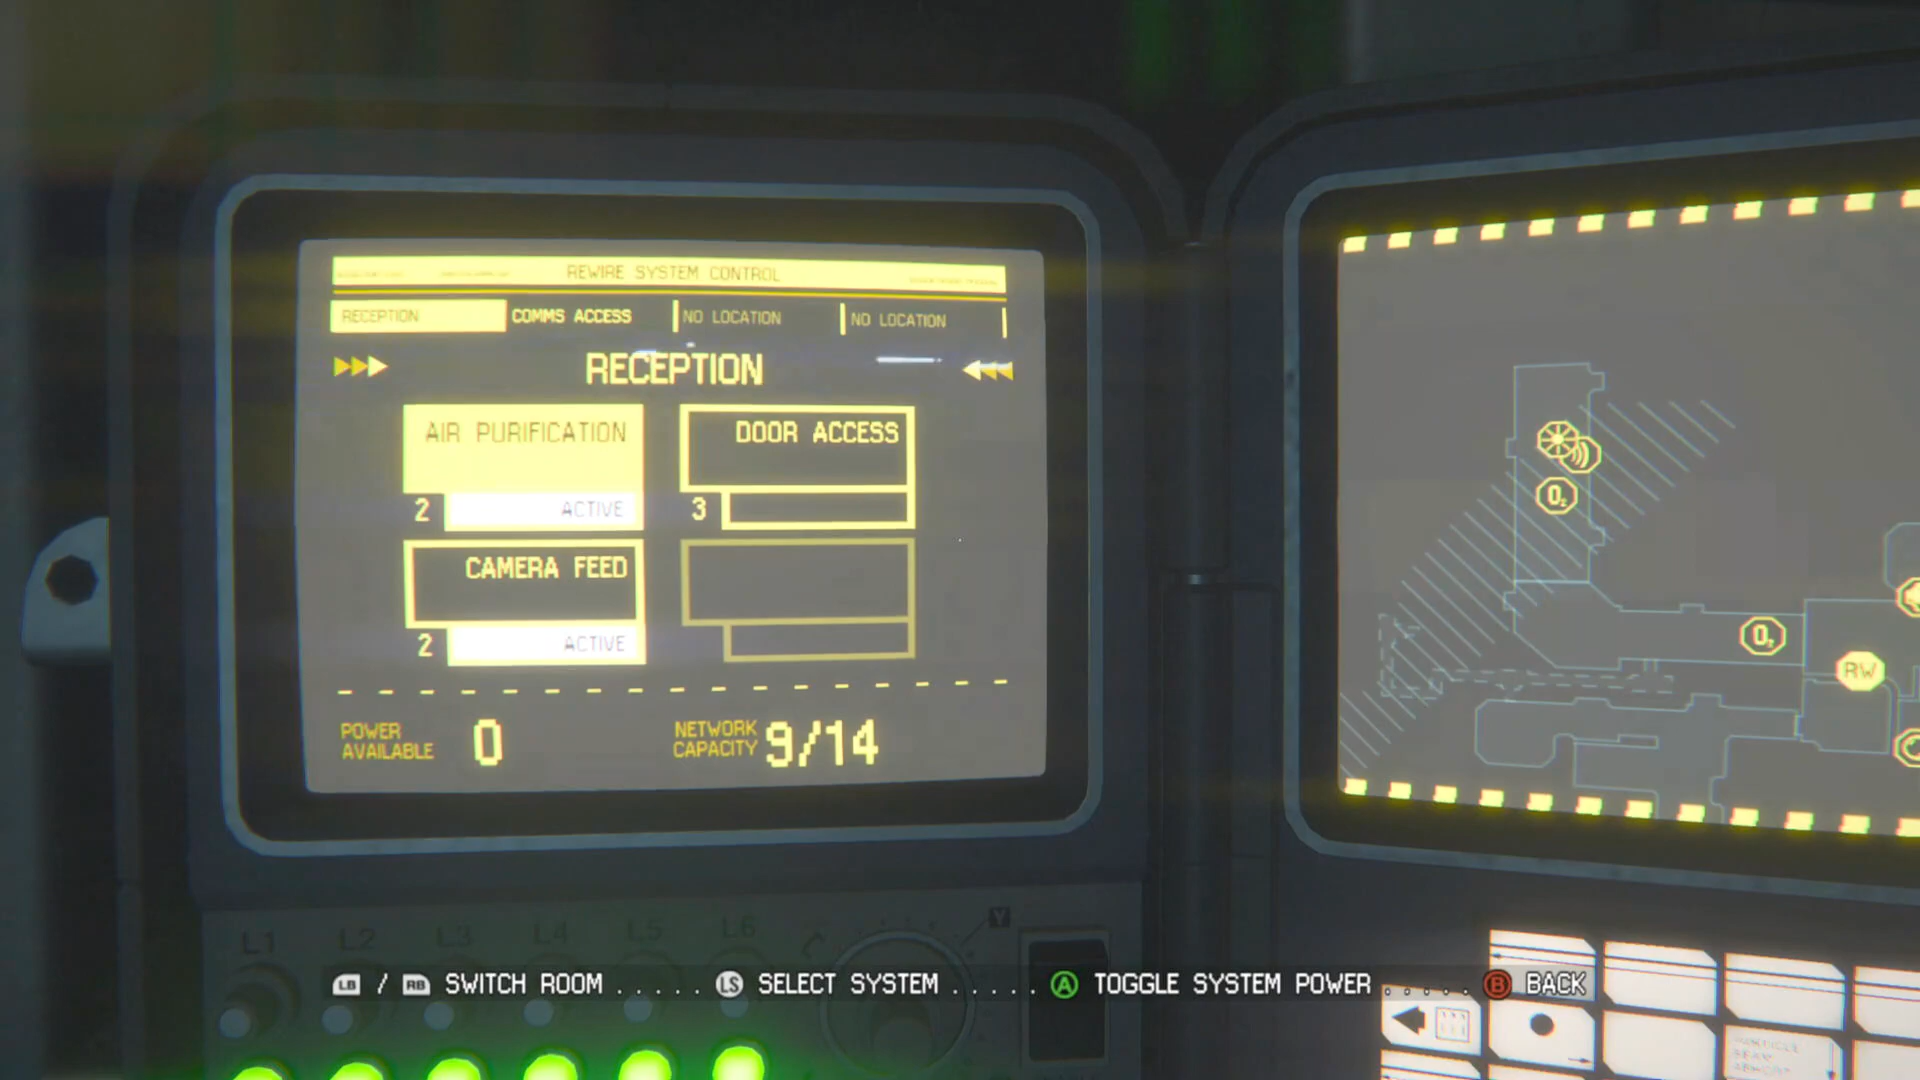 REWIRE SYSTEM CONTROL
RECEPTION COMMS ACCESS NO LOCATION NO LOCATION
RECEPTION
AIR PURIFICATION DOOR ACCESS
2 ACTIVE 3
CAMERA FEED
2 ACTIVE
POWER AVAILABLE 0 NETWORK CAPACITY 9/14
O₂
O₂
RW
L1 L2 L3 L4 L5 L6 Y
LB / RB SWITCH ROOM ..... LS SELECT SYSTEM ..... A TOGGLE SYSTEM POWER ..... B BACK